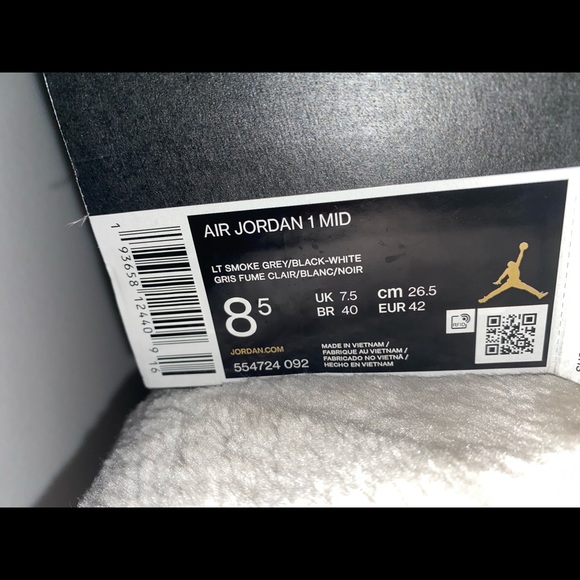 AIR JORDAN 1 MID
LT SMOKE GREY/BLACK-WHITE
GRIS FUME CLAIR/BLANC/NOIR
8 5
UK 7.5 cm 26.5
BR 40 EUR 42
RFID
JORDAN.COM
554724 092
MADE IN VIETNAM/
FABRIQUE AU VIETNAM/
FABRICADO NO VIETNÃ/
HECHO EN VIETNAM
1 93658 12440 9 16